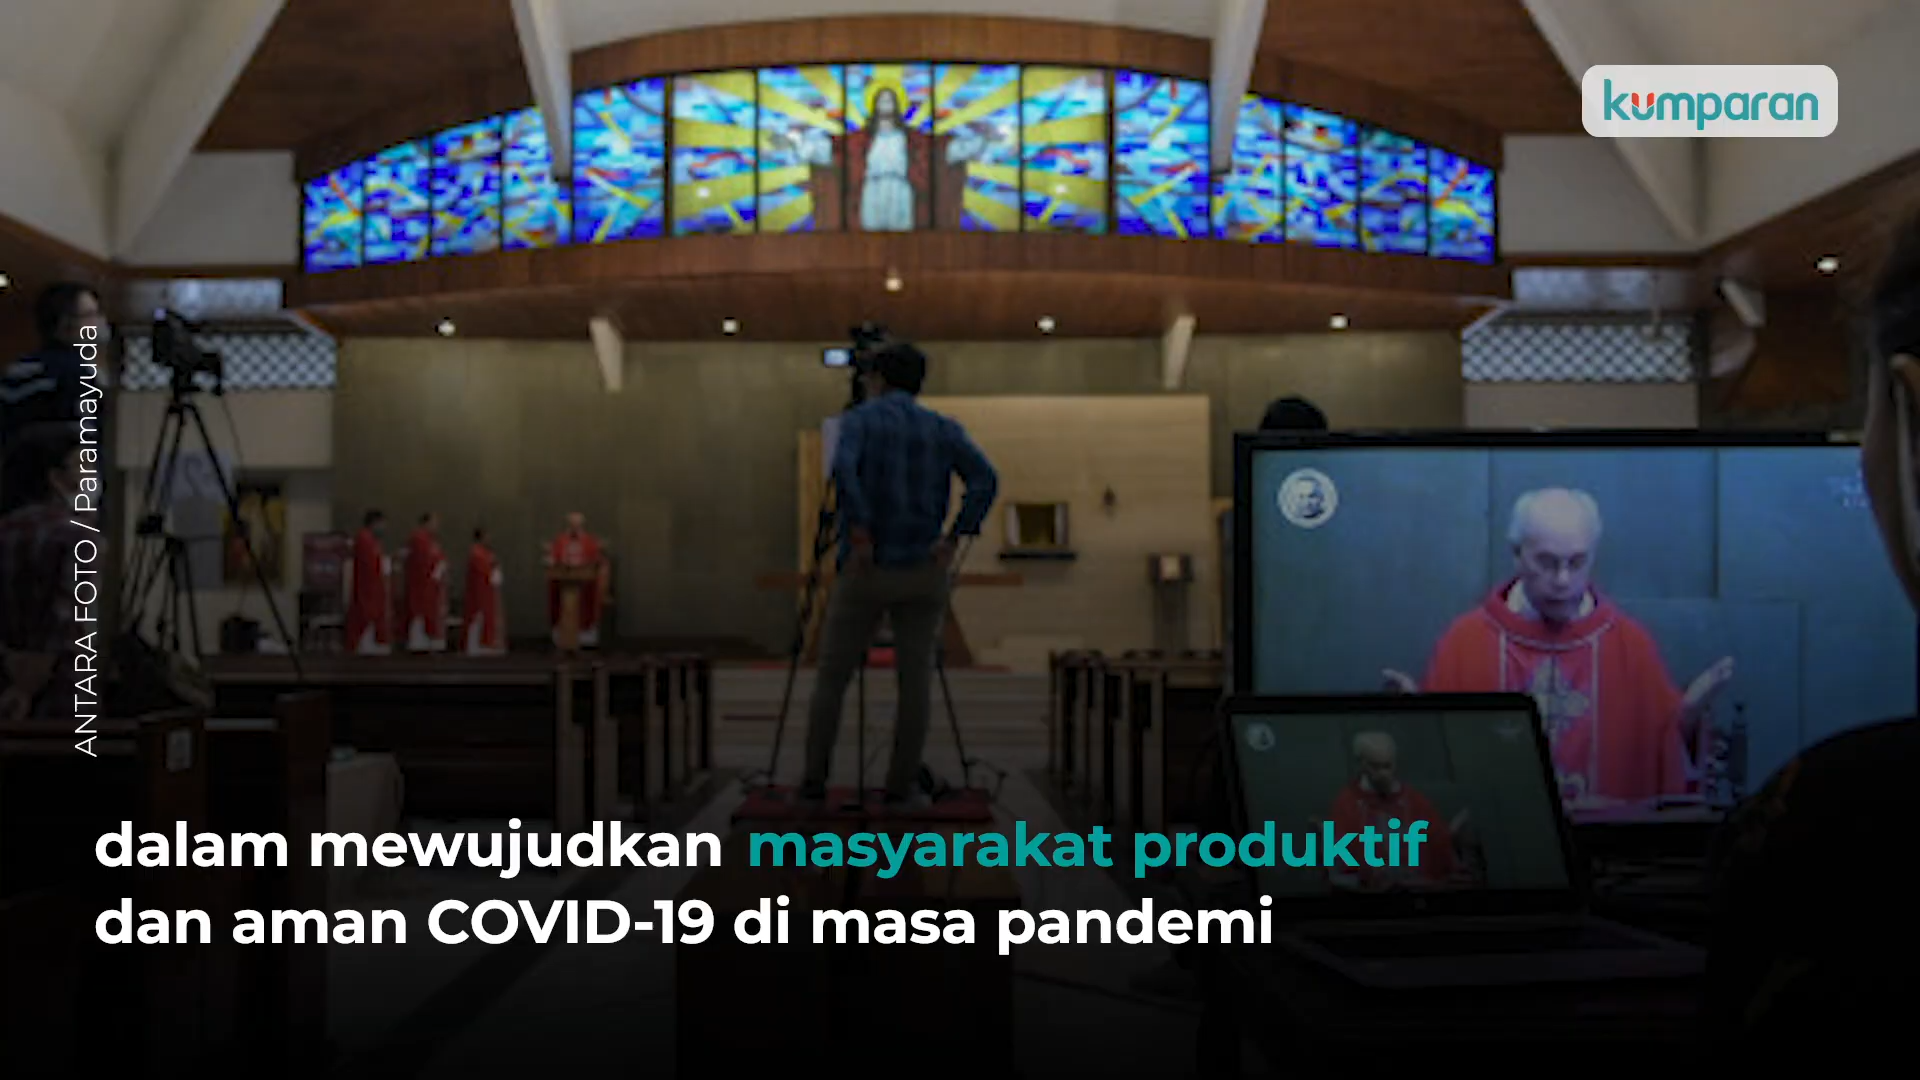 kumparan
ANTARA FOTO / Paramayuda
dalam mewujudkan masyarakat produktif
dan aman COVID-19 di masa pandemi